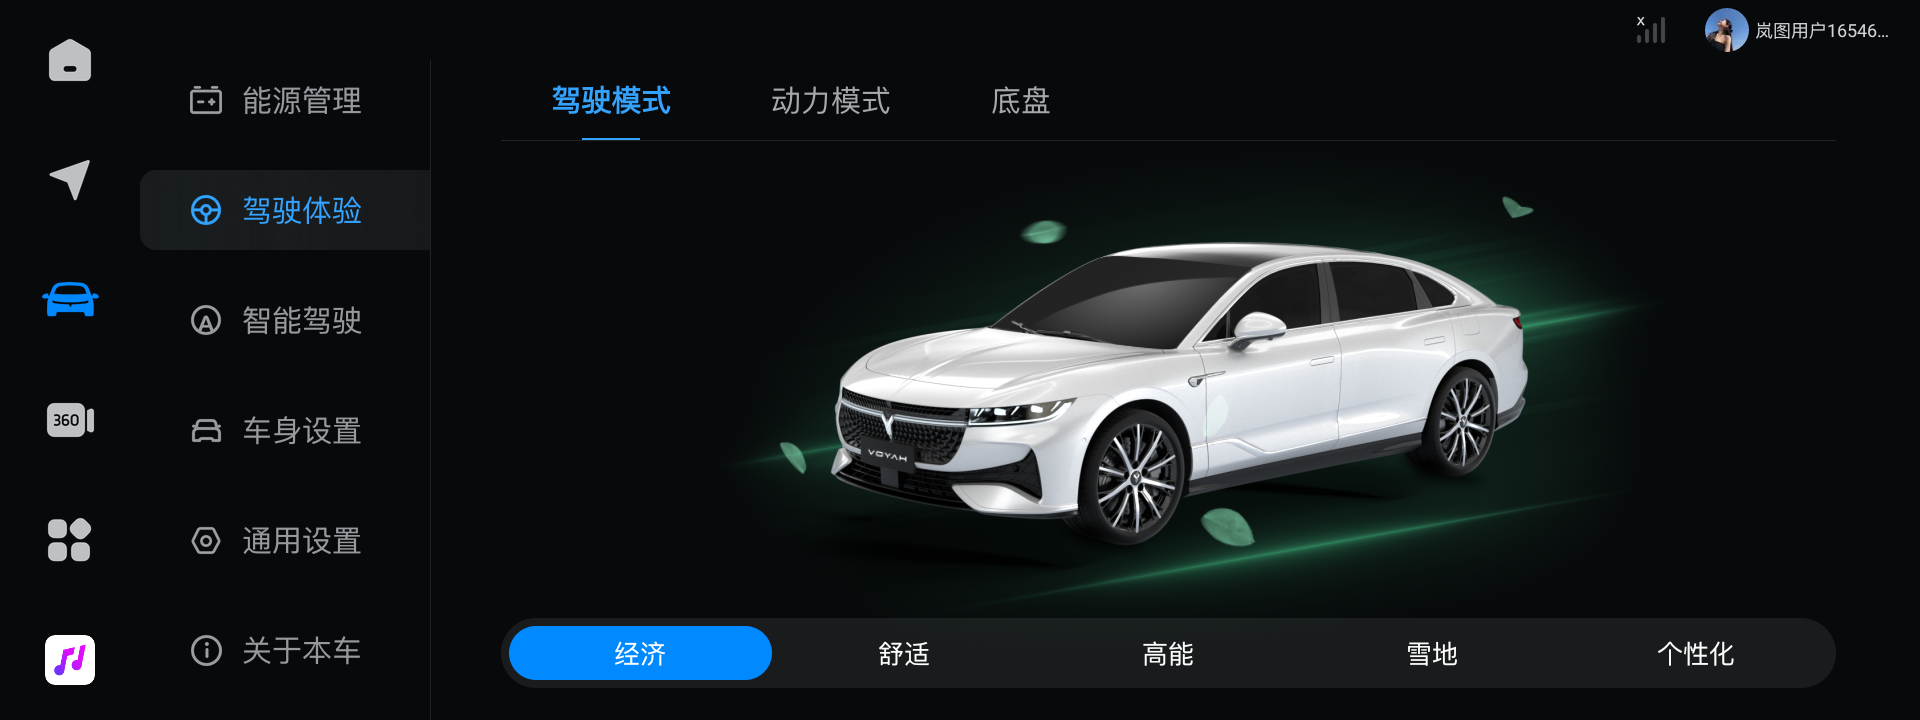 x
岚图用户16546...
能源管理
驾驶体验
智能驾驶
车身设置
通用设置
关于本车
360
驾驶模式 动力模式 底盘
VOYAH
经济 舒适 高能 雪地 个性化